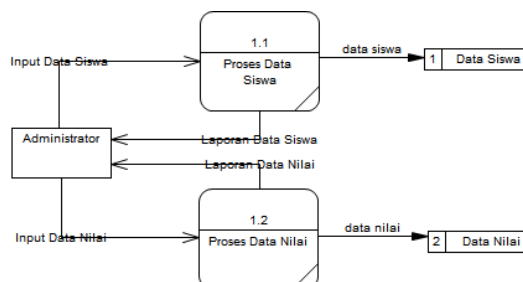 1.1
Input Data Siswa
Proses Data
Siswa
data siswa
1 Data Siswa
Administrator
Laporan Data Siswa
Laporan Data Nilai
1.2
Input Data Nilai
Proses Data Nilai
data nilai
2 Data Nilai